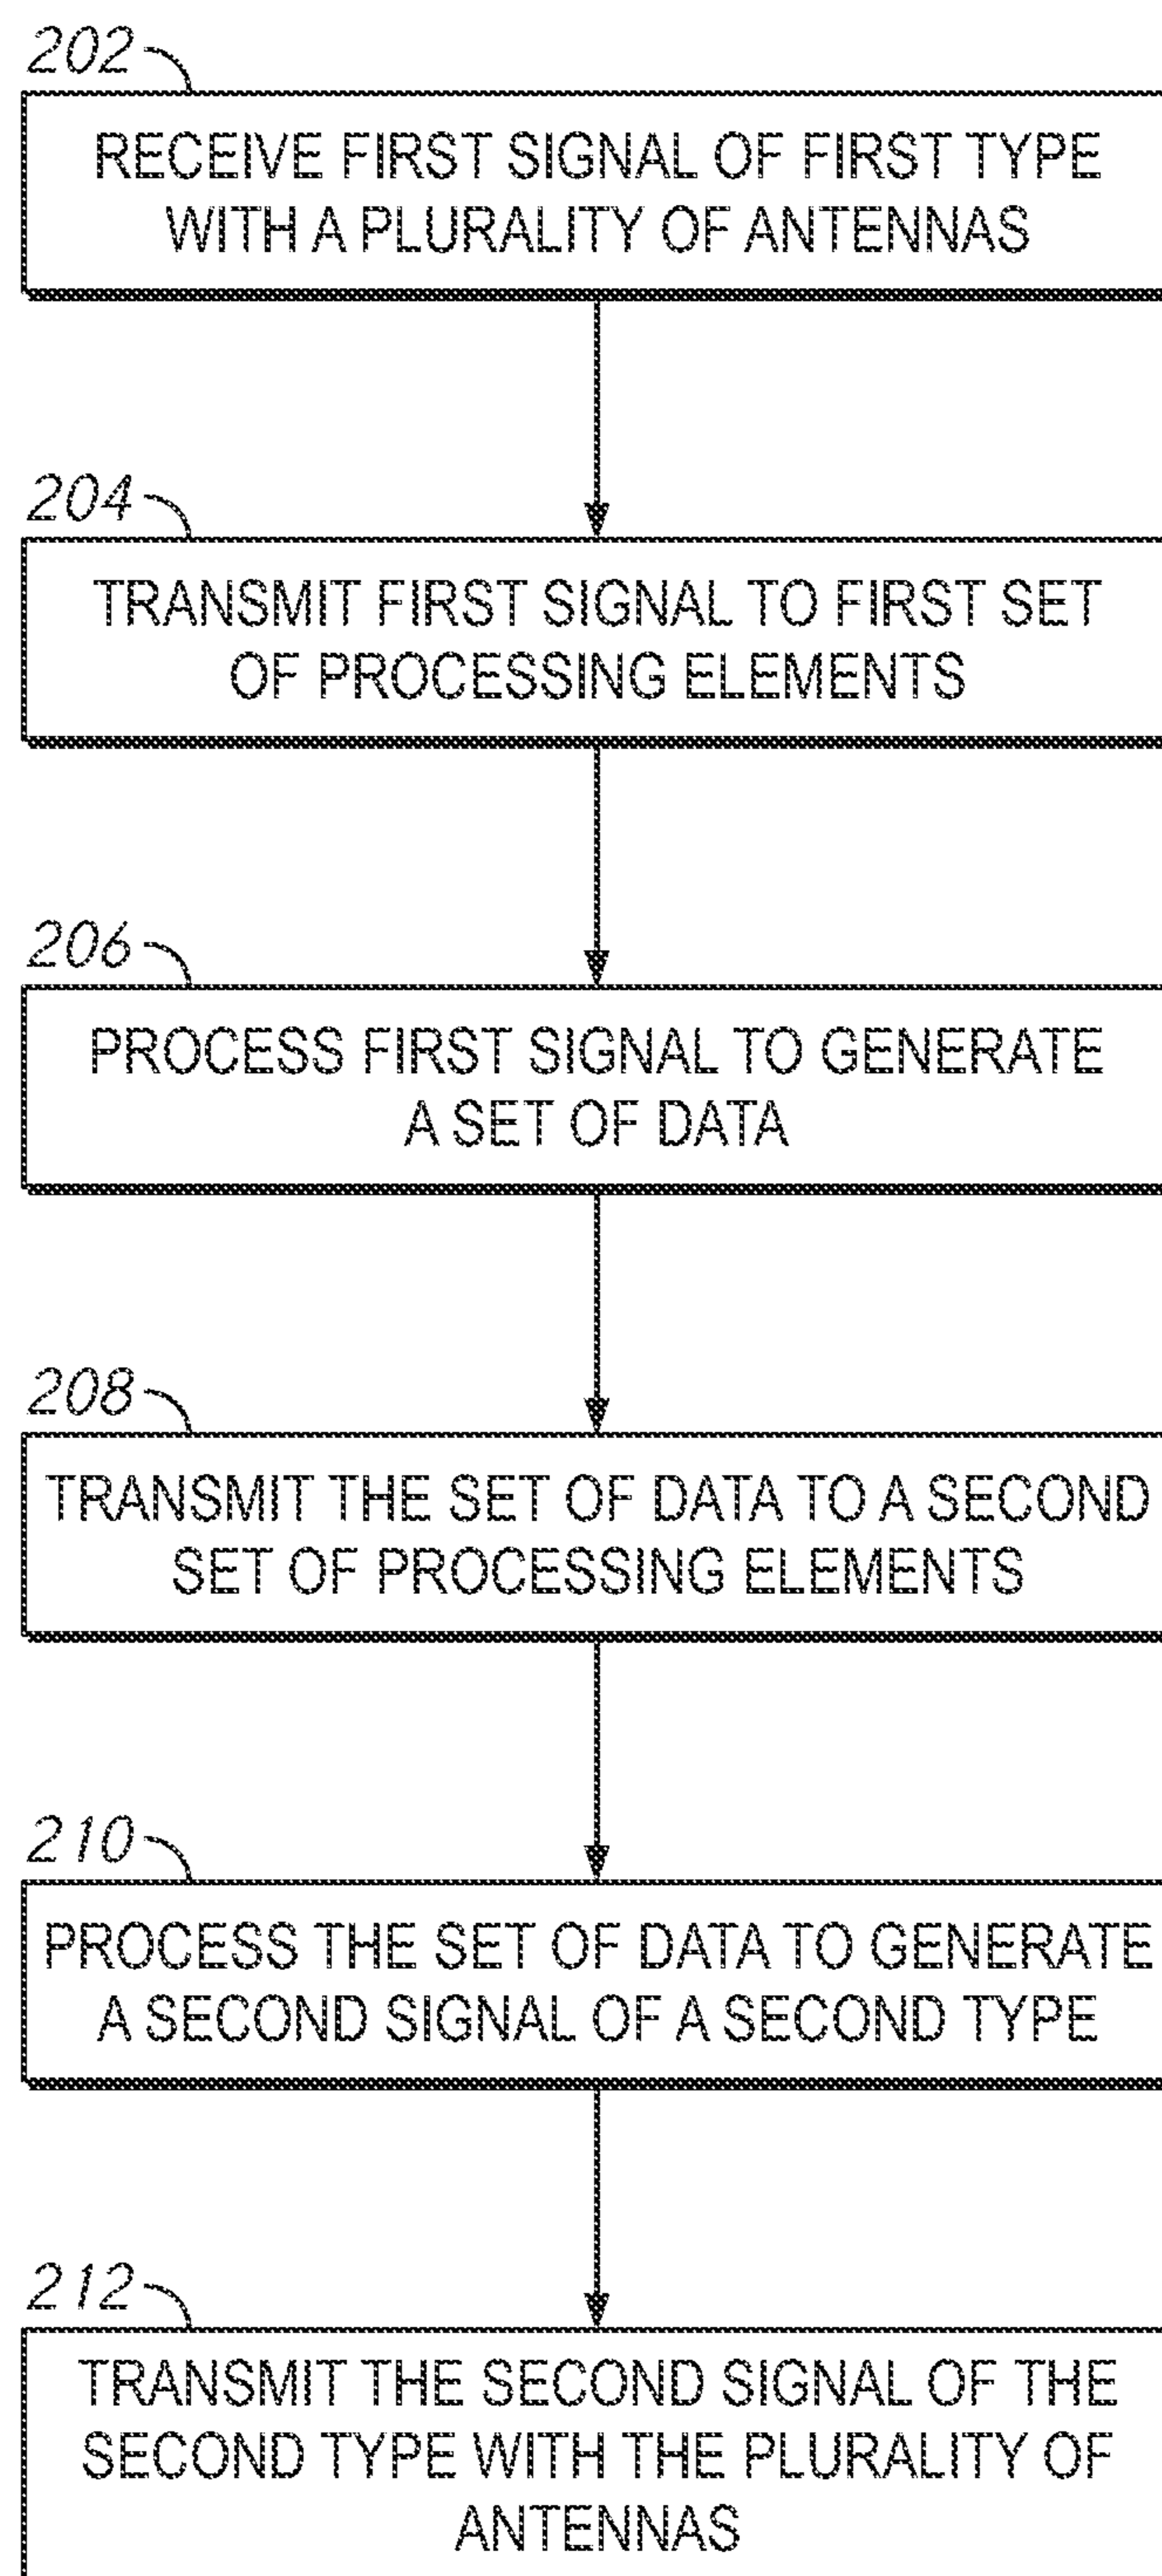 202
RECEIVE FIRST SIGNAL OF FIRST TYPE
WITH A PLURALITY OF ANTENNAS
204
TRANSMIT FIRST SIGNAL TO FIRST SET
OF PROCESSING ELEMENTS
206
PROCESS FIRST SIGNAL TO GENERATE
A SET OF DATA
208
TRANSMIT THE SET OF DATA TO A SECOND
SET OF PROCESSING ELEMENTS
210
PROCESS THE SET OF DATA TO GENERATE
A SECOND SIGNAL OF A SECOND TYPE
212
TRANSMIT THE SECOND SIGNAL OF THE
SECOND TYPE WITH THE PLURALITY OF
ANTENNAS